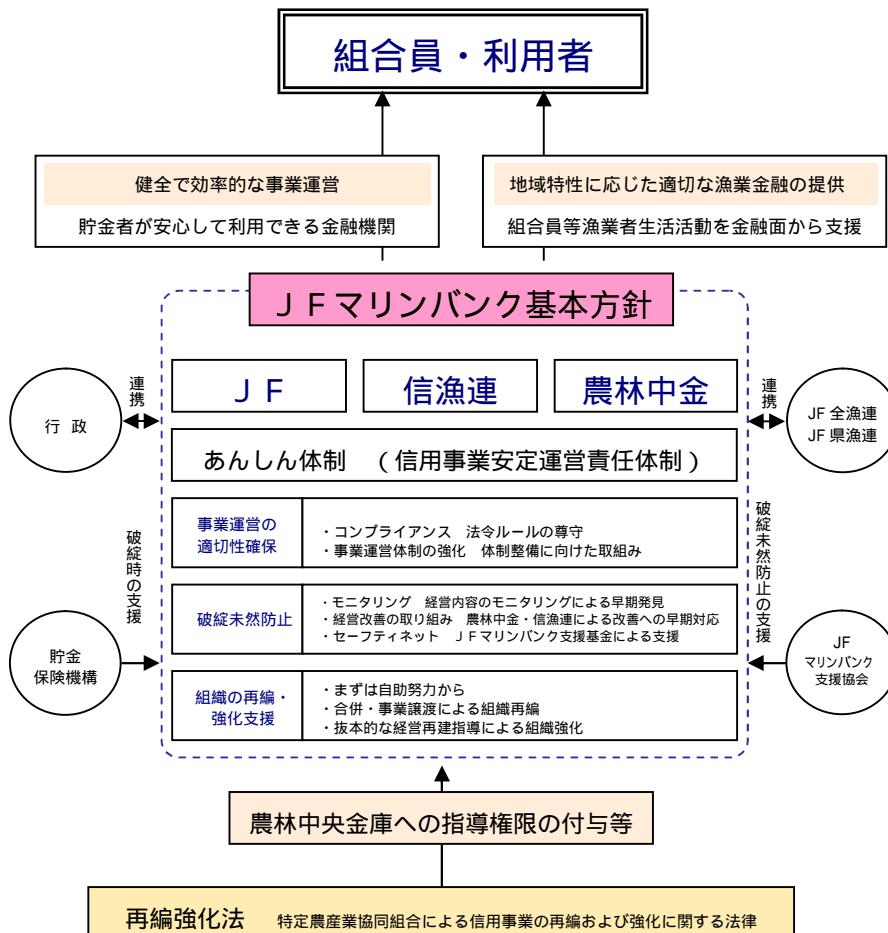 組合員・利用者
健全で効率的な事業運営
貯金者が安心して利用できる金融機関
地域特性に応じた適切な漁業金融の提供
組合員等漁業者生活活動を金融面から支援
ＪＦマリンバンク基本方針
ＪＦ
信漁連
農林中金
連携
行政
連携
JF 全漁連
JF 県漁連
あんしん体制　（信用事業安定運営責任体制）
事業運営の
適切性確保
・コンプライアンス　法令ルールの尊守
・事業運営体制の強化　体制整備に向けた取組み
破綻時の支援
破綻未然防止の支援
破綻未然防止
・モニタリング　経営内容のモニタリングによる早期発見
・経営改善の取り組み　農林中金・信漁連による改善への早期対応
・セーフティネット　ＪＦマリンバンク支援基金による支援
貯金
保険機構
JF
マリンバンク
支援協会
組織の再編・
強化支援
・まずは自助努力から
・合併・事業譲渡による組織再編
・抜本的な経営再建指導による組織強化
農林中央金庫への指導権限の付与等
再編強化法　特定農産業協同組合による信用事業の再編および強化に関する法律